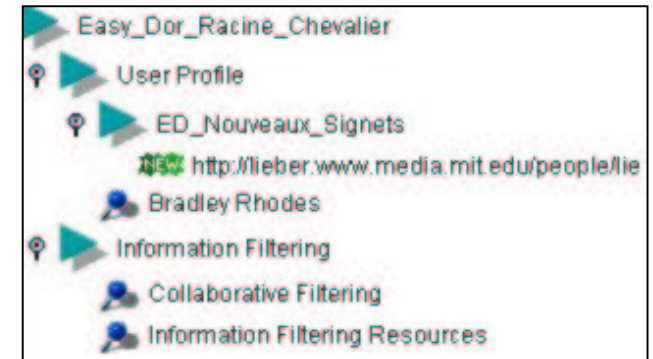 Easy_Dor_Racine_Chevalier
User Profile
ED_Nouveaux_Signets
NEW http://lieber.www.media.mit.edu/people/lie
Bradley Rhodes
Information Filtering
Collaborative Filtering
Information Filtering Resources